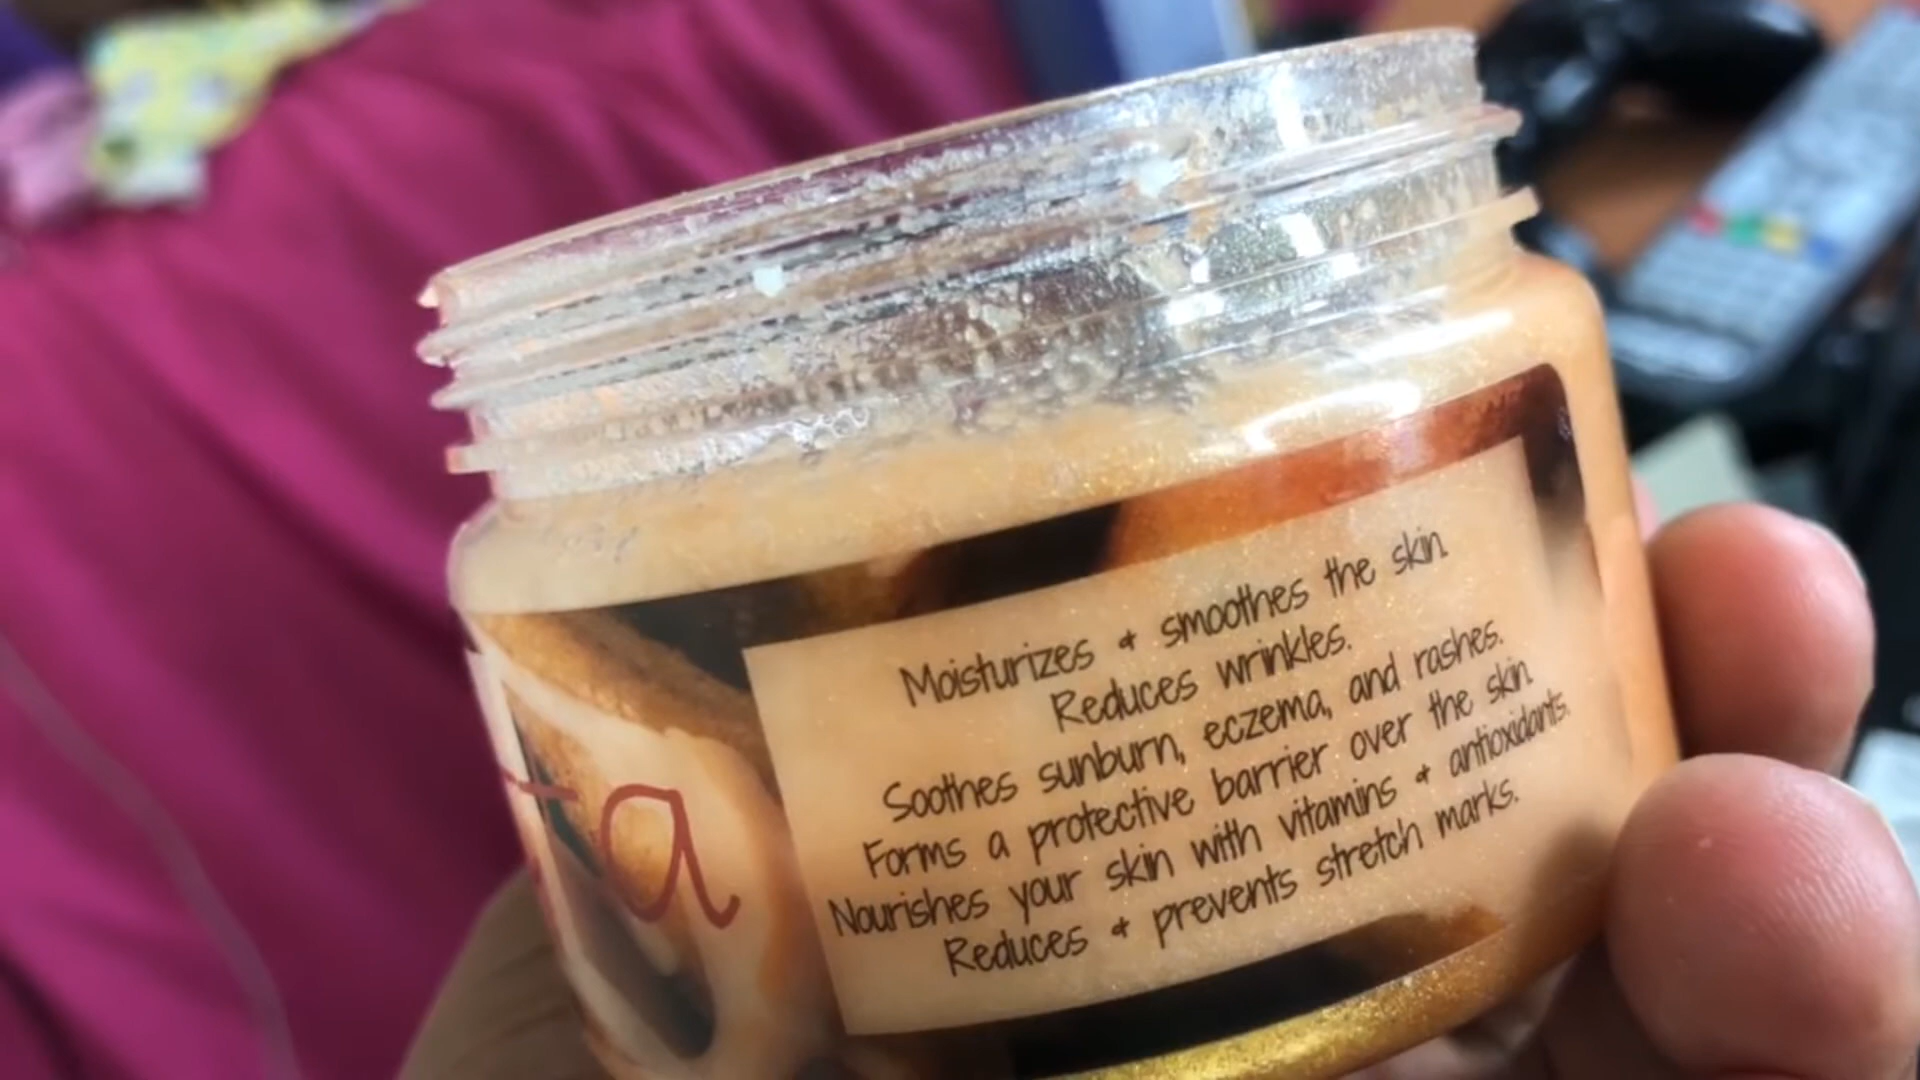 ta
Moisturizes & smoothes the skin.
Reduces wrinkles.
Soothes sunburn, eczema, and rashes.
Forms a protective barrier over the skin.
Nourishes your skin with vitamins & antioxidants.
Reduces & prevents stretch marks.